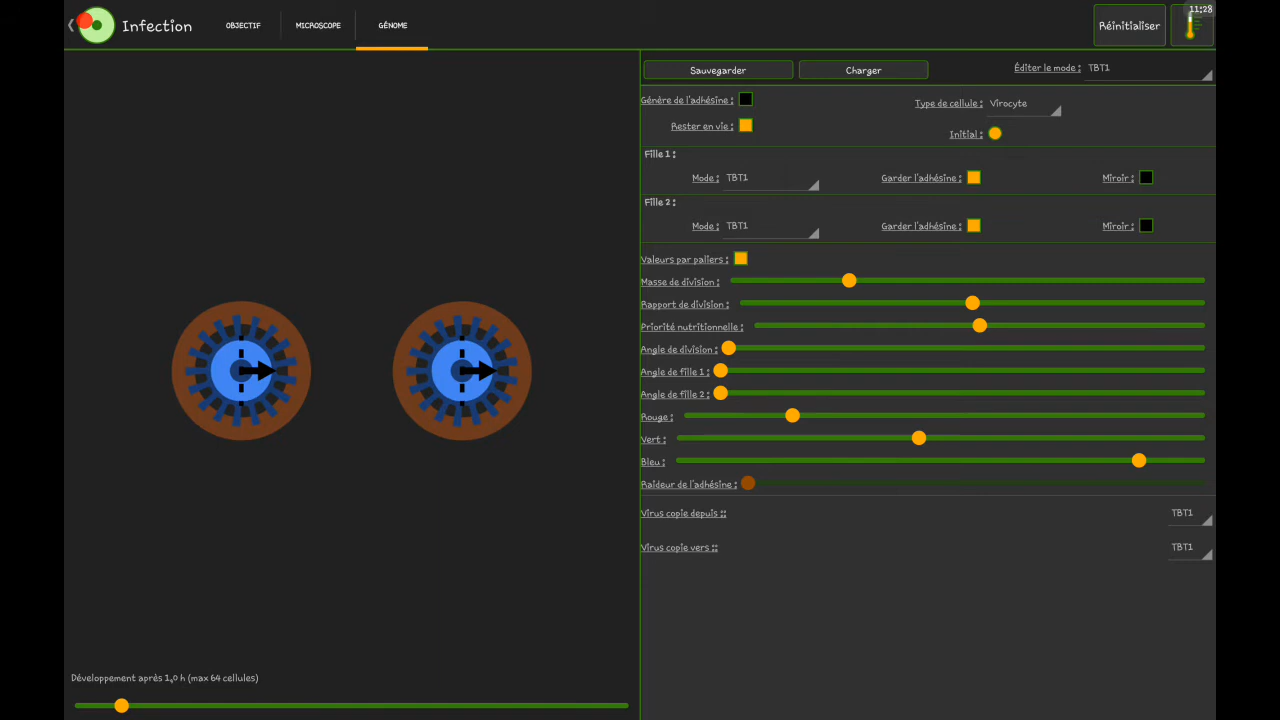 11:28
Infection
OBJECTIF
MICROSCOPE
GÉNOME
Réinitialiser
Sauvegarder
Charger
Éditer le mode :
TBT1
Génère de l'adhésine :
Type de cellule :
Virocyte
Rester en vie :
Initial :
Fille 1 :
Mode :
TBT1
Garder l'adhésine :
Miroir :
Fille 2 :
Mode :
TBT1
Garder l'adhésine :
Miroir :
Valeurs par paliers :
Masse de division :
Rapport de division :
Priorité nutritionnelle :
Angle de division :
Angle de fille 1 :
Angle de fille 2 :
Rouge :
Vert :
Bleu :
Raideur de l'adhésine :
Virus copie depuis ::
TBT1
Virus copie vers ::
TBT1
Développement après 1,0 h (max 64 cellules)